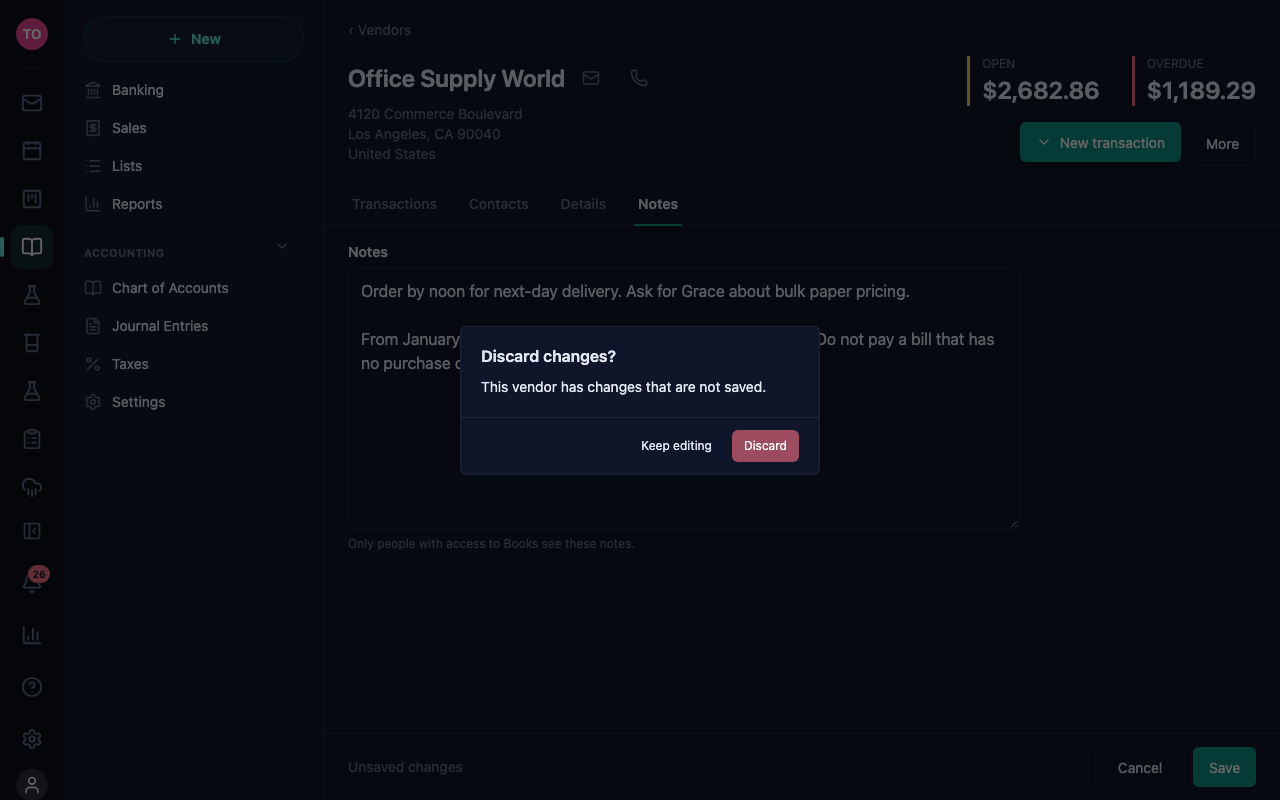 TO
New
Banking
Sales
Lists
Reports
ACCOUNTING
Chart of Accounts
Journal Entries
Taxes
Settings
26
‹ Vendors
Office Supply World
4120 Commerce Boulevard
Los Angeles, CA 90040
United States
OPEN
$2,682.86
OVERDUE
$1,189.29
New transaction
More
Transactions
Contacts
Details
Notes
Notes
Order by noon for next-day delivery. Ask for Grace about bulk paper pricing.
From January
Do not pay a bill that has
no purchase
Discard changes?
This vendor has changes that are not saved.
Keep editing
Discard
Only people with access to Books see these notes.
Unsaved changes
Cancel
Save